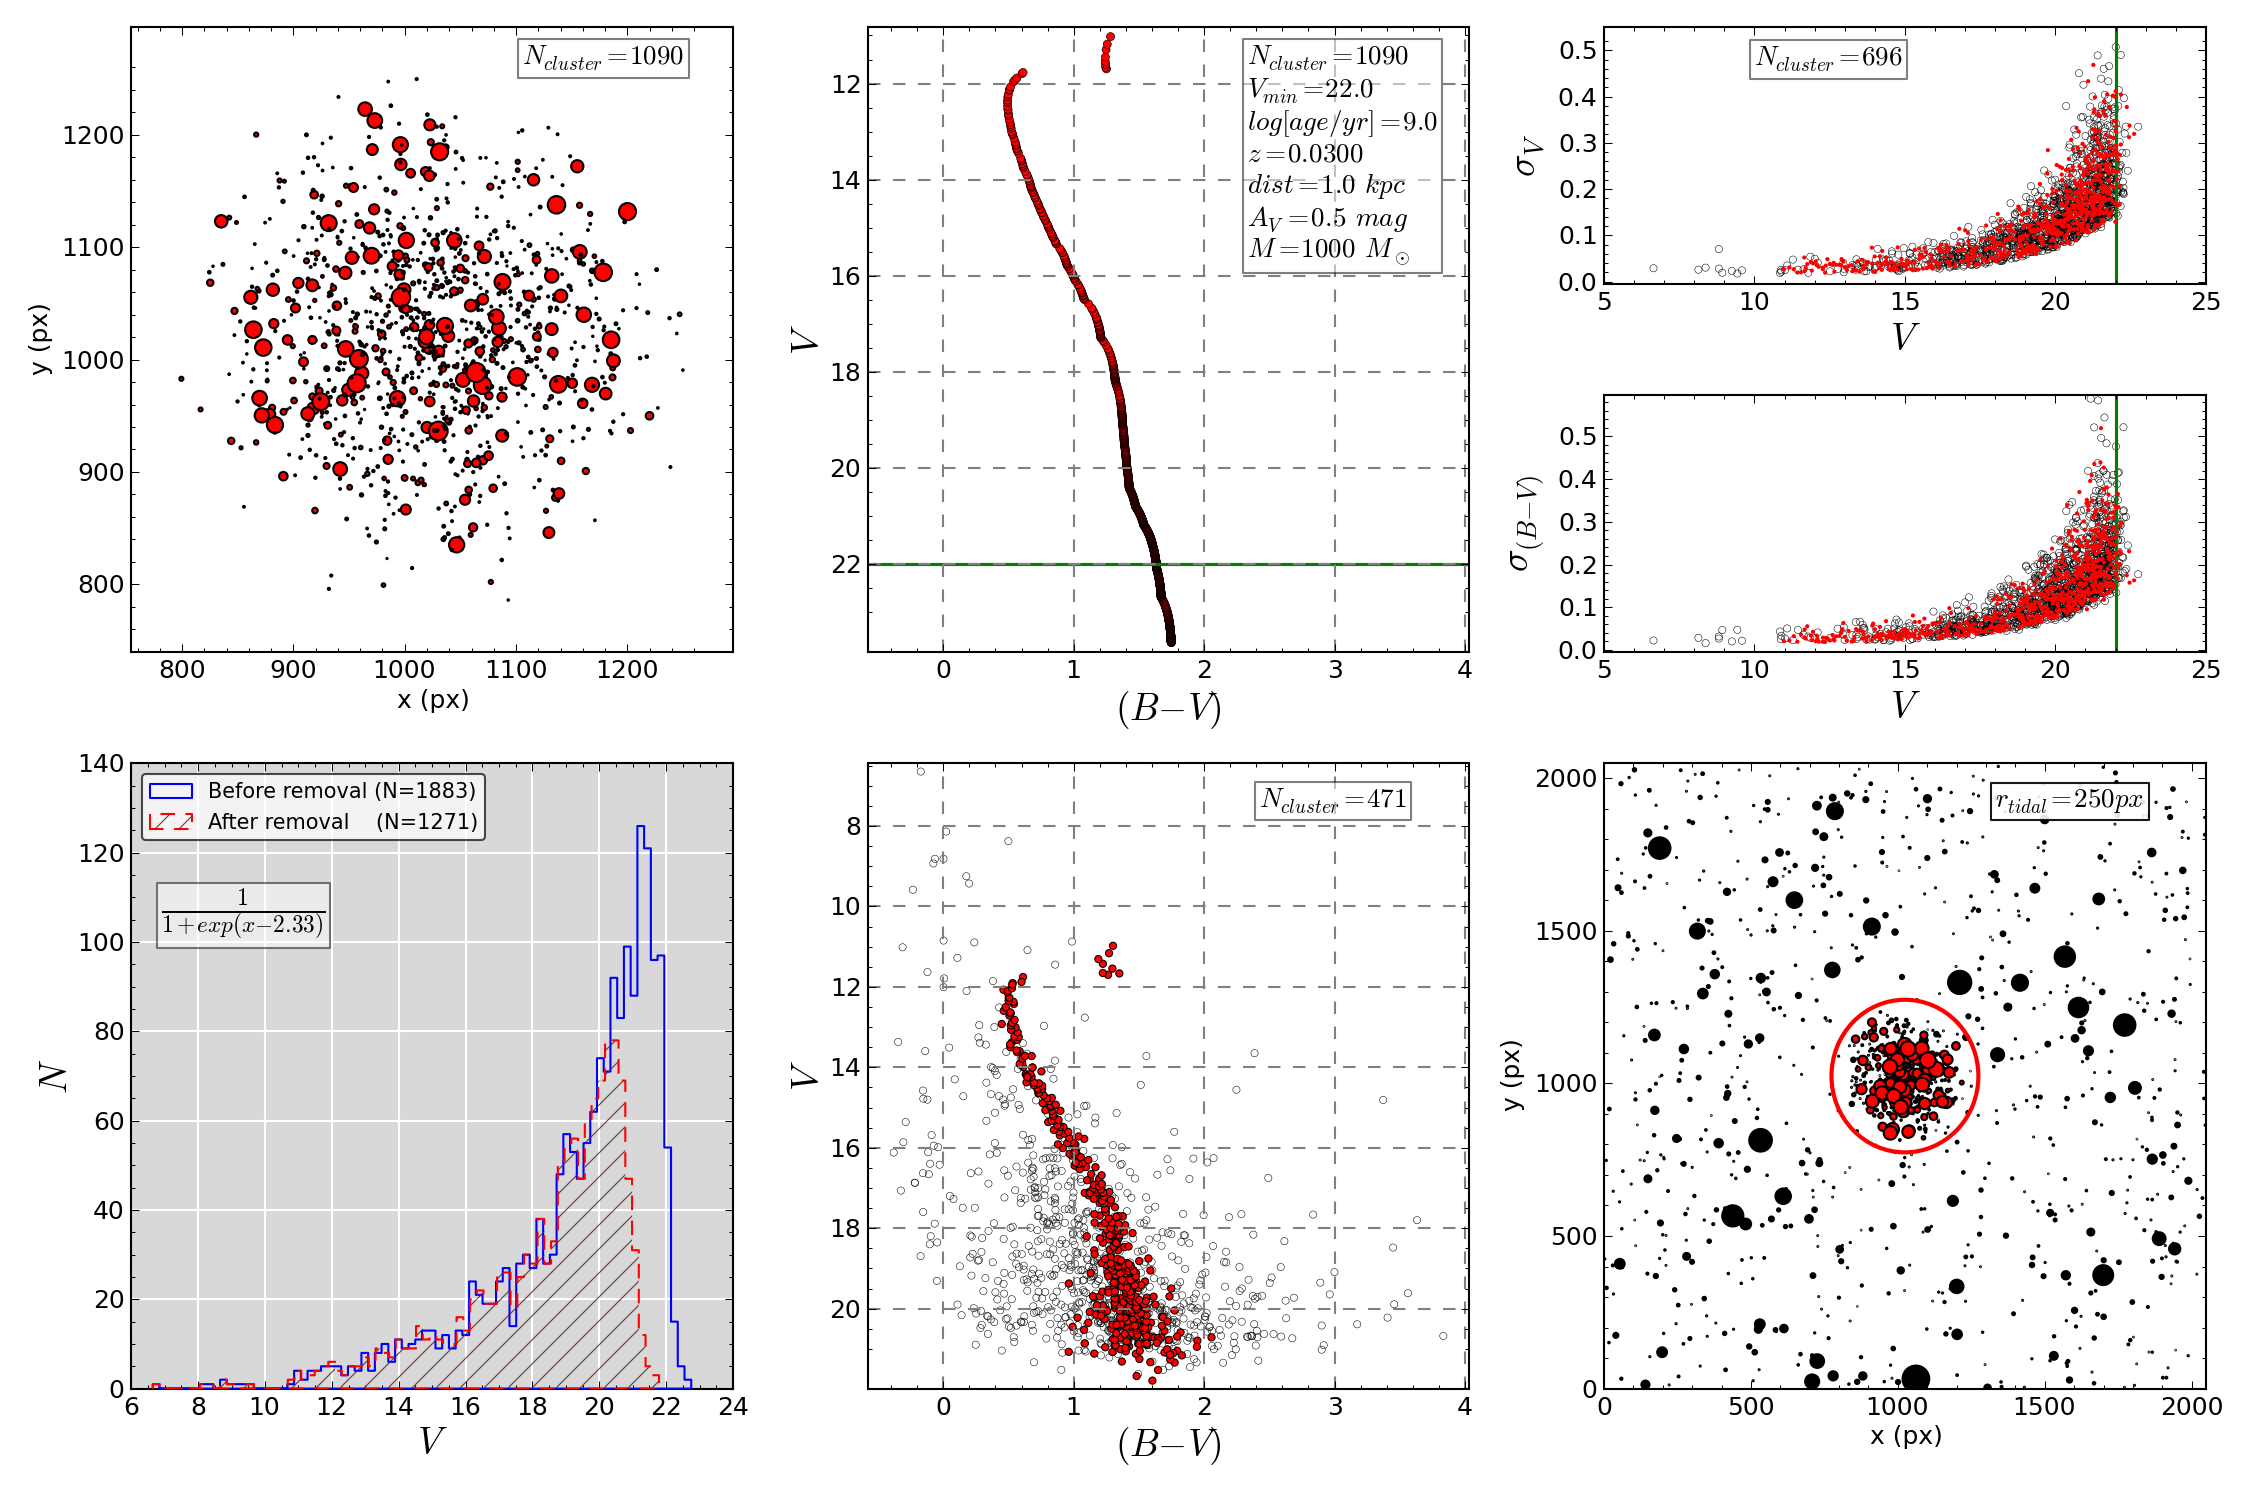 N_cluster=1090
1200
1100
1000
900
800
y (px)
800 900 1000 1100 1200
x (px)
N_cluster=1090
V_min=22.0
log[age/yr]=9.0
z=0.0300
dist=1.0 kpc
A_V=0.5 mag
M=1000 M_⊙
12
14
16
18
20
22
V
0 1 2 3 4
(B−V)
N_cluster=696
0.5
0.4
0.3
0.2
0.1
0.0
σ_V
5 10 15 20 25
V
0.5
0.4
0.3
0.2
0.1
0.0
σ_(B−V)
5 10 15 20 25
V
140
120
100
80
60
40
20
0
N
Before removal (N=1883)
After removal (N=1271)
1
1+exp(x−2.33)
6 8 10 12 14 16 18 20 22 24
V
N_cluster=471
8
10
12
14
16
18
20
V
0 1 2 3 4
(B−V)
r_tidal=250px
2000
1500
1000
500
0
y (px)
0 500 1000 1500 2000
x (px)